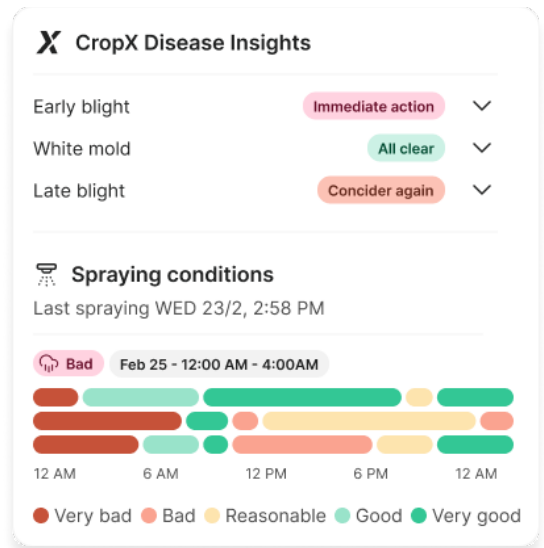 CropX Disease Insights
Early blight Immediate action
White mold All clear
Late blight Concider again
Spraying conditions
Last spraying WED 23/2, 2:58 PM
Bad Feb 25 - 12:00 AM - 4:00AM
12 AM 6 AM 12 PM 6 PM 12 AM
Very bad Bad Reasonable Good Very good